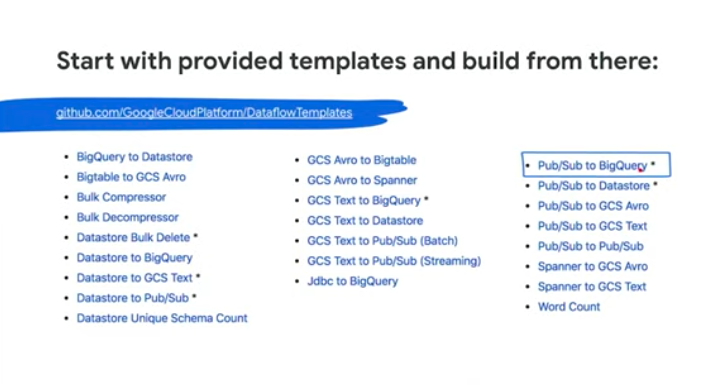 Start with provided templates and build from there:
github.com/GoogleCloudPlatform/DataflowTemplates
• BigQuery to Datastore
• Bigtable to GCS Avro
• Bulk Compressor
• Bulk Decompressor
• Datastore Bulk Delete *
• Datastore to BigQuery
• Datastore to GCS Text *
• Datastore to Pub/Sub *
• Datastore Unique Schema Count
• GCS Avro to Bigtable
• GCS Avro to Spanner
• GCS Text to BigQuery *
• GCS Text to Datastore
• GCS Text to Pub/Sub (Batch)
• GCS Text to Pub/Sub (Streaming)
• Jdbc to BigQuery
• Pub/Sub to BigQuery *
• Pub/Sub to Datastore *
• Pub/Sub to GCS Avro
• Pub/Sub to GCS Text
• Pub/Sub to Pub/Sub
• Spanner to GCS Avro
• Spanner to GCS Text
• Word Count